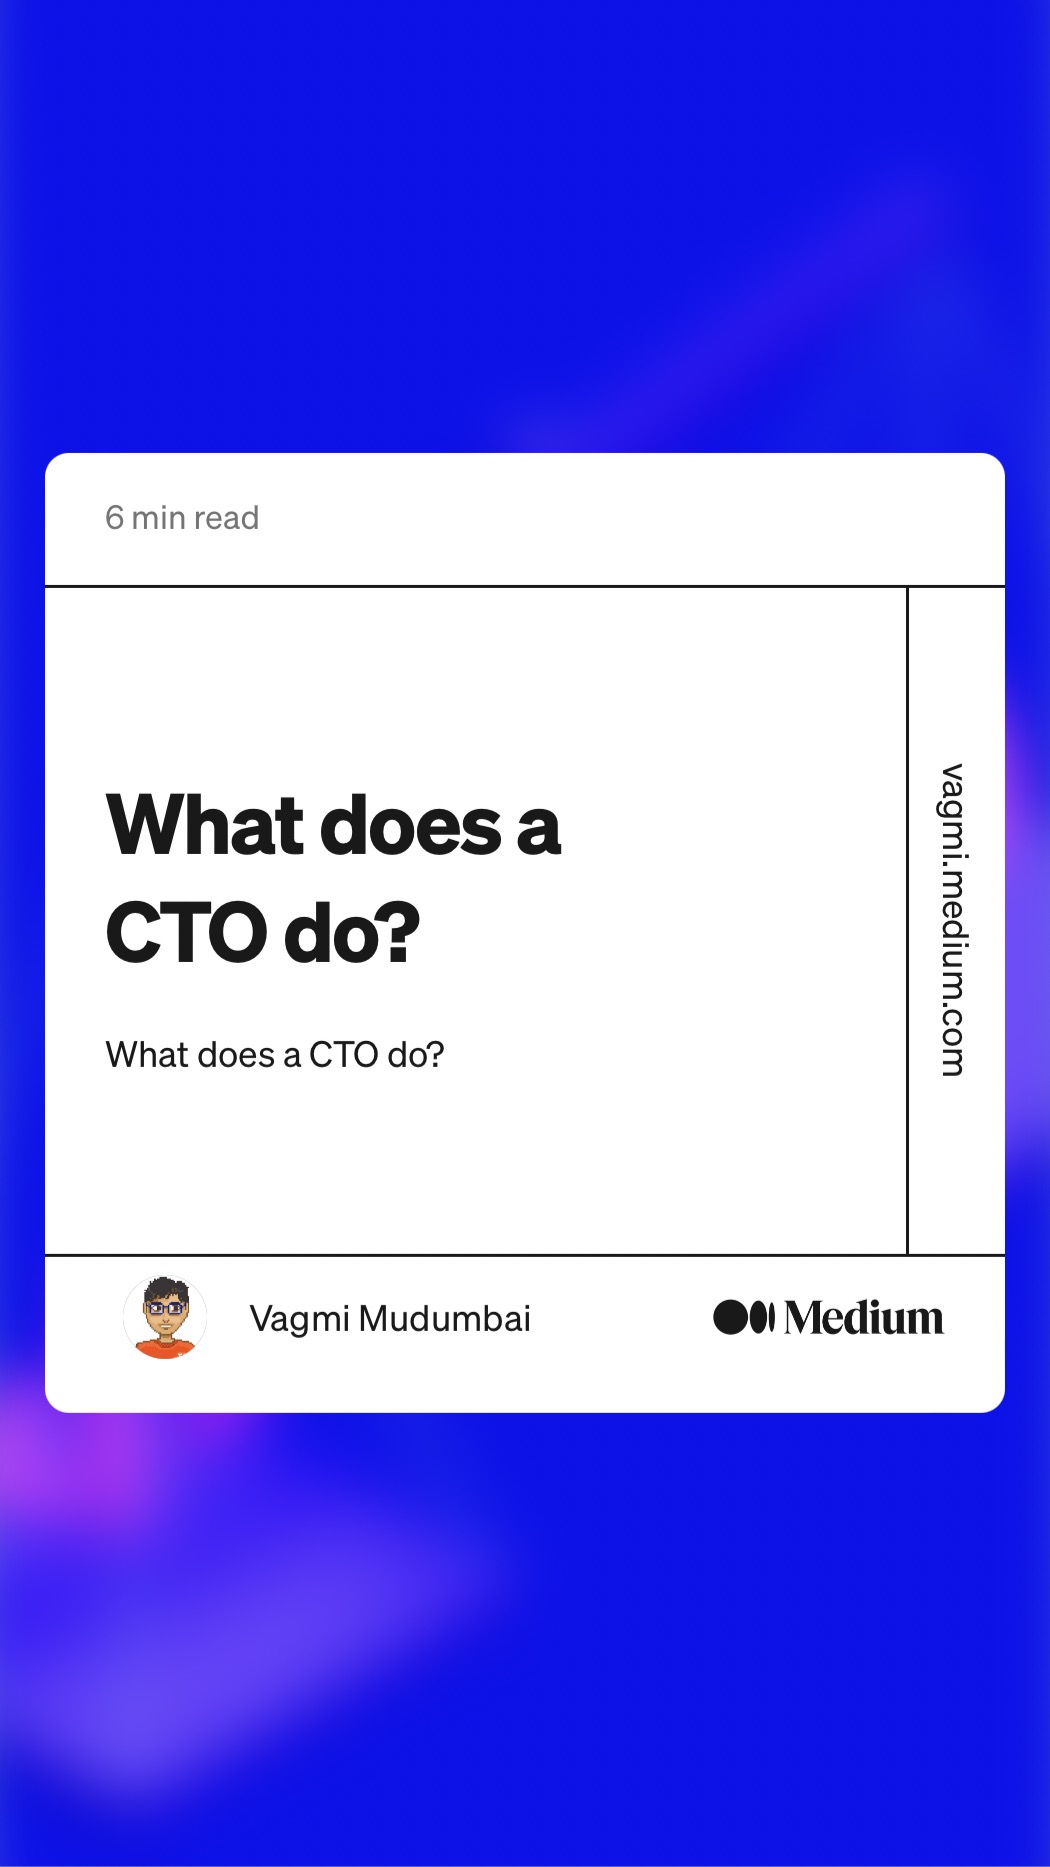 6 min read
What does a
CTO do?
What does a CTO do?
vagmi.medium.com
Vagmi Mudumbai
Medium